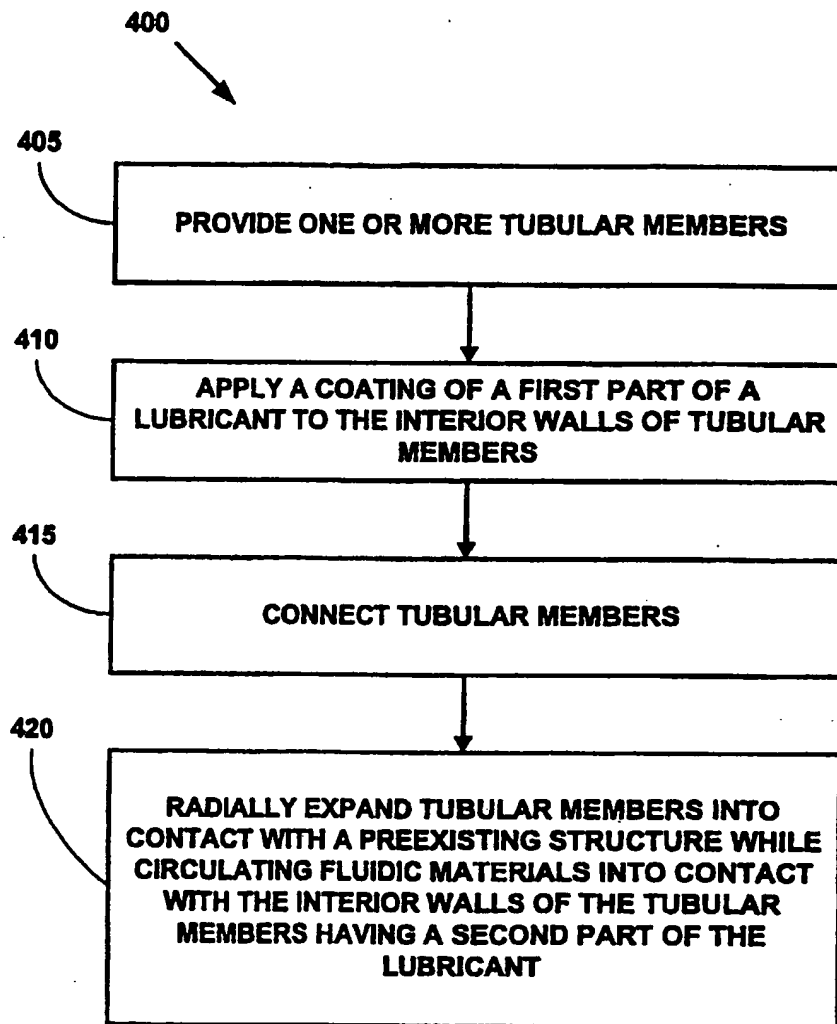 400
405
PROVIDE ONE OR MORE TUBULAR MEMBERS
410
APPLY A COATING OF A FIRST PART OF A
LUBRICANT TO THE INTERIOR WALLS OF TUBULAR
MEMBERS
415
CONNECT TUBULAR MEMBERS
420
RADIALLY EXPAND TUBULAR MEMBERS INTO
CONTACT WITH A PREEXISTING STRUCTURE WHILE
CIRCULATING FLUIDIC MATERIALS INTO CONTACT
WITH THE INTERIOR WALLS OF THE TUBULAR
MEMBERS HAVING A SECOND PART OF THE
LUBRICANT